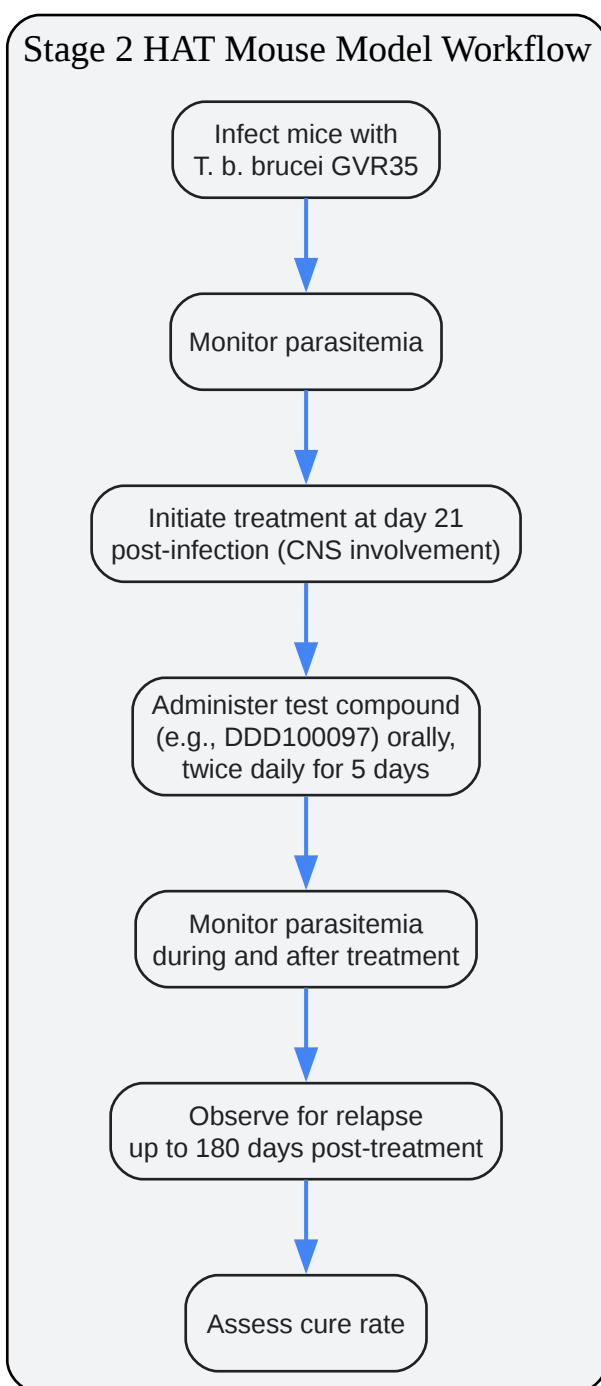 Stage 2 HAT Mouse Model Workflow
Infect mice with
T. b. brucei GVR35
Monitor parasitemia
Initiate treatment at day 21
post-infection (CNS involvement)
Administer test compound
(e.g., DDD100097) orally,
twice daily for 5 days
Monitor parasitemia
during and after treatment
Observe for relapse
up to 180 days post-treatment
Assess cure rate